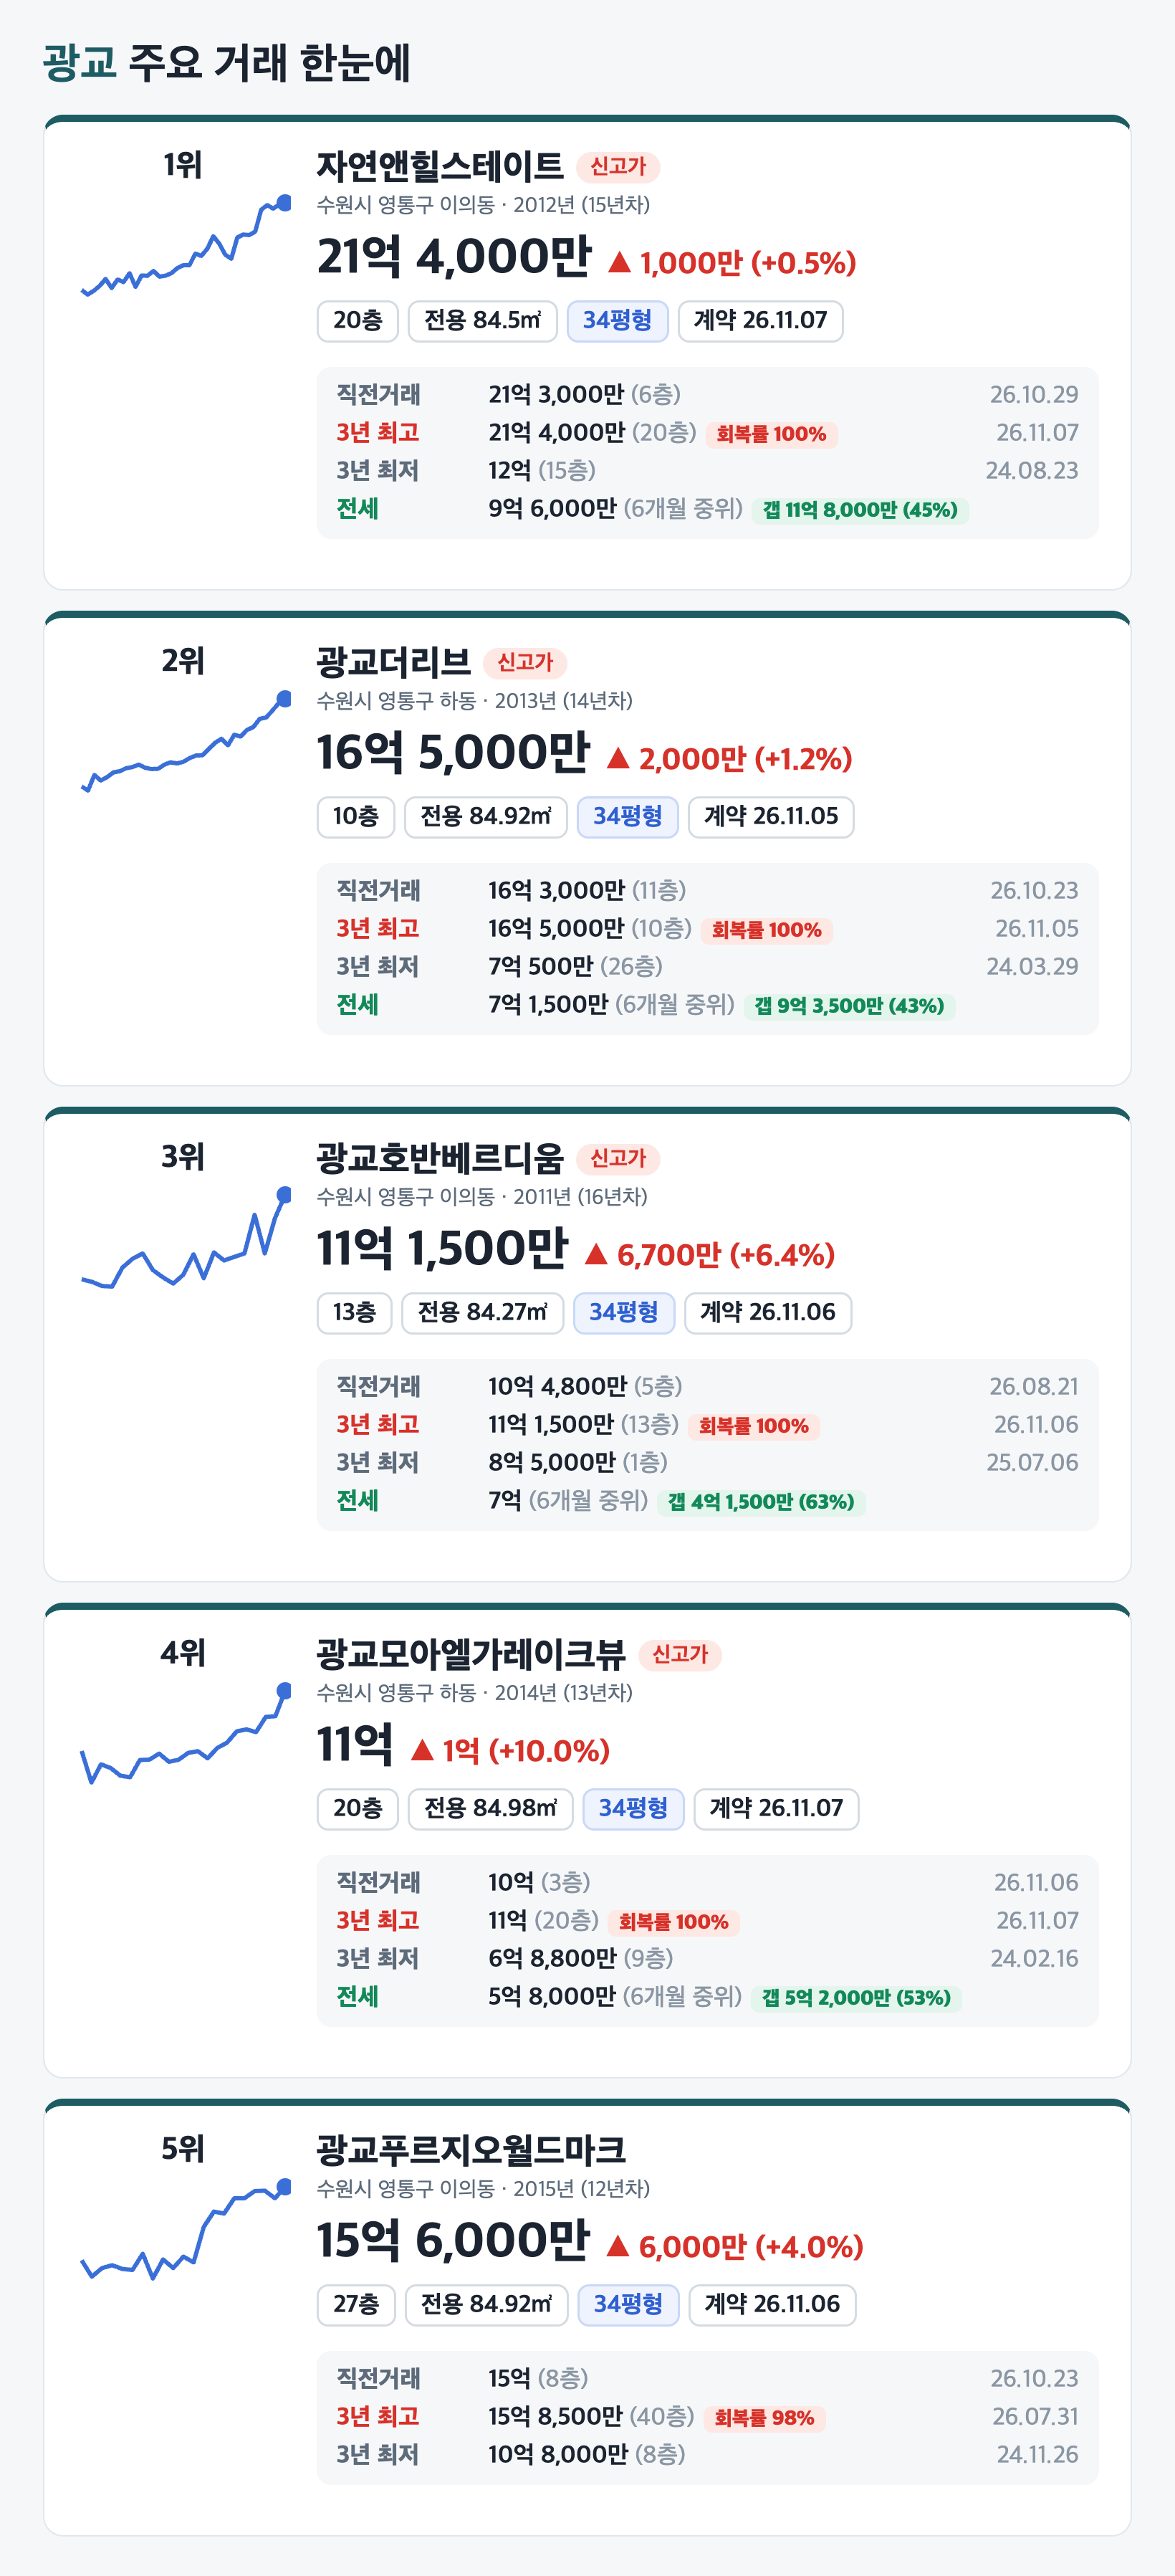 광교 주요 거래 한눈에
1위
자연앤힐스테이트 신고가
수원시 영통구 이의동 · 2012년 (15년차)
21억 4,000만 ▲ 1,000만 (+0.5%)
20층 전용 84.5㎡ 34평형 계약 26.11.07
직전거래 21억 3,000만 (6층) 26.10.29
3년 최고 21억 4,000만 (20층) 회복률 100% 26.11.07
3년 최저 12억 (15층) 24.08.23
전세 9억 6,000만 (6개월 중위) 갭 11억 8,000만 (45%)
2위
광교더리브 신고가
수원시 영통구 하동 · 2013년 (14년차)
16억 5,000만 ▲ 2,000만 (+1.2%)
10층 전용 84.92㎡ 34평형 계약 26.11.05
직전거래 16억 3,000만 (11층) 26.10.23
3년 최고 16억 5,000만 (10층) 회복률 100% 26.11.05
3년 최저 7억 500만 (26층) 24.03.29
전세 7억 1,500만 (6개월 중위) 갭 9억 3,500만 (43%)
3위
광교호반베르디움 신고가
수원시 영통구 이의동 · 2011년 (16년차)
11억 1,500만 ▲ 6,700만 (+6.4%)
13층 전용 84.27㎡ 34평형 계약 26.11.06
직전거래 10억 4,800만 (5층) 26.08.21
3년 최고 11억 1,500만 (13층) 회복률 100% 26.11.06
3년 최저 8억 5,000만 (1층) 25.07.06
전세 7억 (6개월 중위) 갭 4억 1,500만 (63%)
4위
광교모아엘가레이크뷰 신고가
수원시 영통구 하동 · 2014년 (13년차)
11억 ▲ 1억 (+10.0%)
20층 전용 84.98㎡ 34평형 계약 26.11.07
직전거래 10억 (3층) 26.11.06
3년 최고 11억 (20층) 회복률 100% 26.11.07
3년 최저 6억 8,800만 (9층) 24.02.16
전세 5억 8,000만 (6개월 중위) 갭 5억 2,000만 (53%)
5위
광교푸르지오월드마크
수원시 영통구 이의동 · 2015년 (12년차)
15억 6,000만 ▲ 6,000만 (+4.0%)
27층 전용 84.92㎡ 34평형 계약 26.11.06
직전거래 15억 (8층) 26.10.23
3년 최고 15억 8,500만 (40층) 회복률 98% 26.07.31
3년 최저 10억 8,000만 (8층) 24.11.26